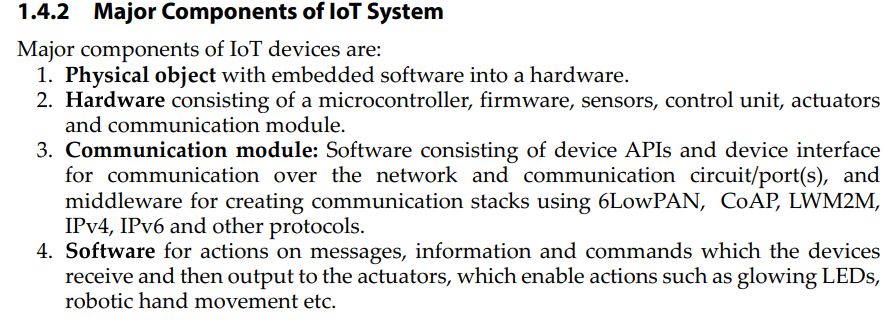 1.4.2 Major Components of IoT System
Major components of IoT devices are:
1. Physical object with embedded software into a hardware.
2. Hardware consisting of a microcontroller, firmware, sensors, control unit, actuators
and communication module.
3. Communication module: Software consisting of device APIs and device interface
for communication over the network and communication circuit/port(s), and
middleware for creating communication stacks using 6LowPAN, CoAP, LWM2M,
IPv4, IPv6 and other protocols.
4. Software for actions on messages, information and commands which the devices
receive and then output to the actuators, which enable actions such as glowing LEDs,
robotic hand movement etc.